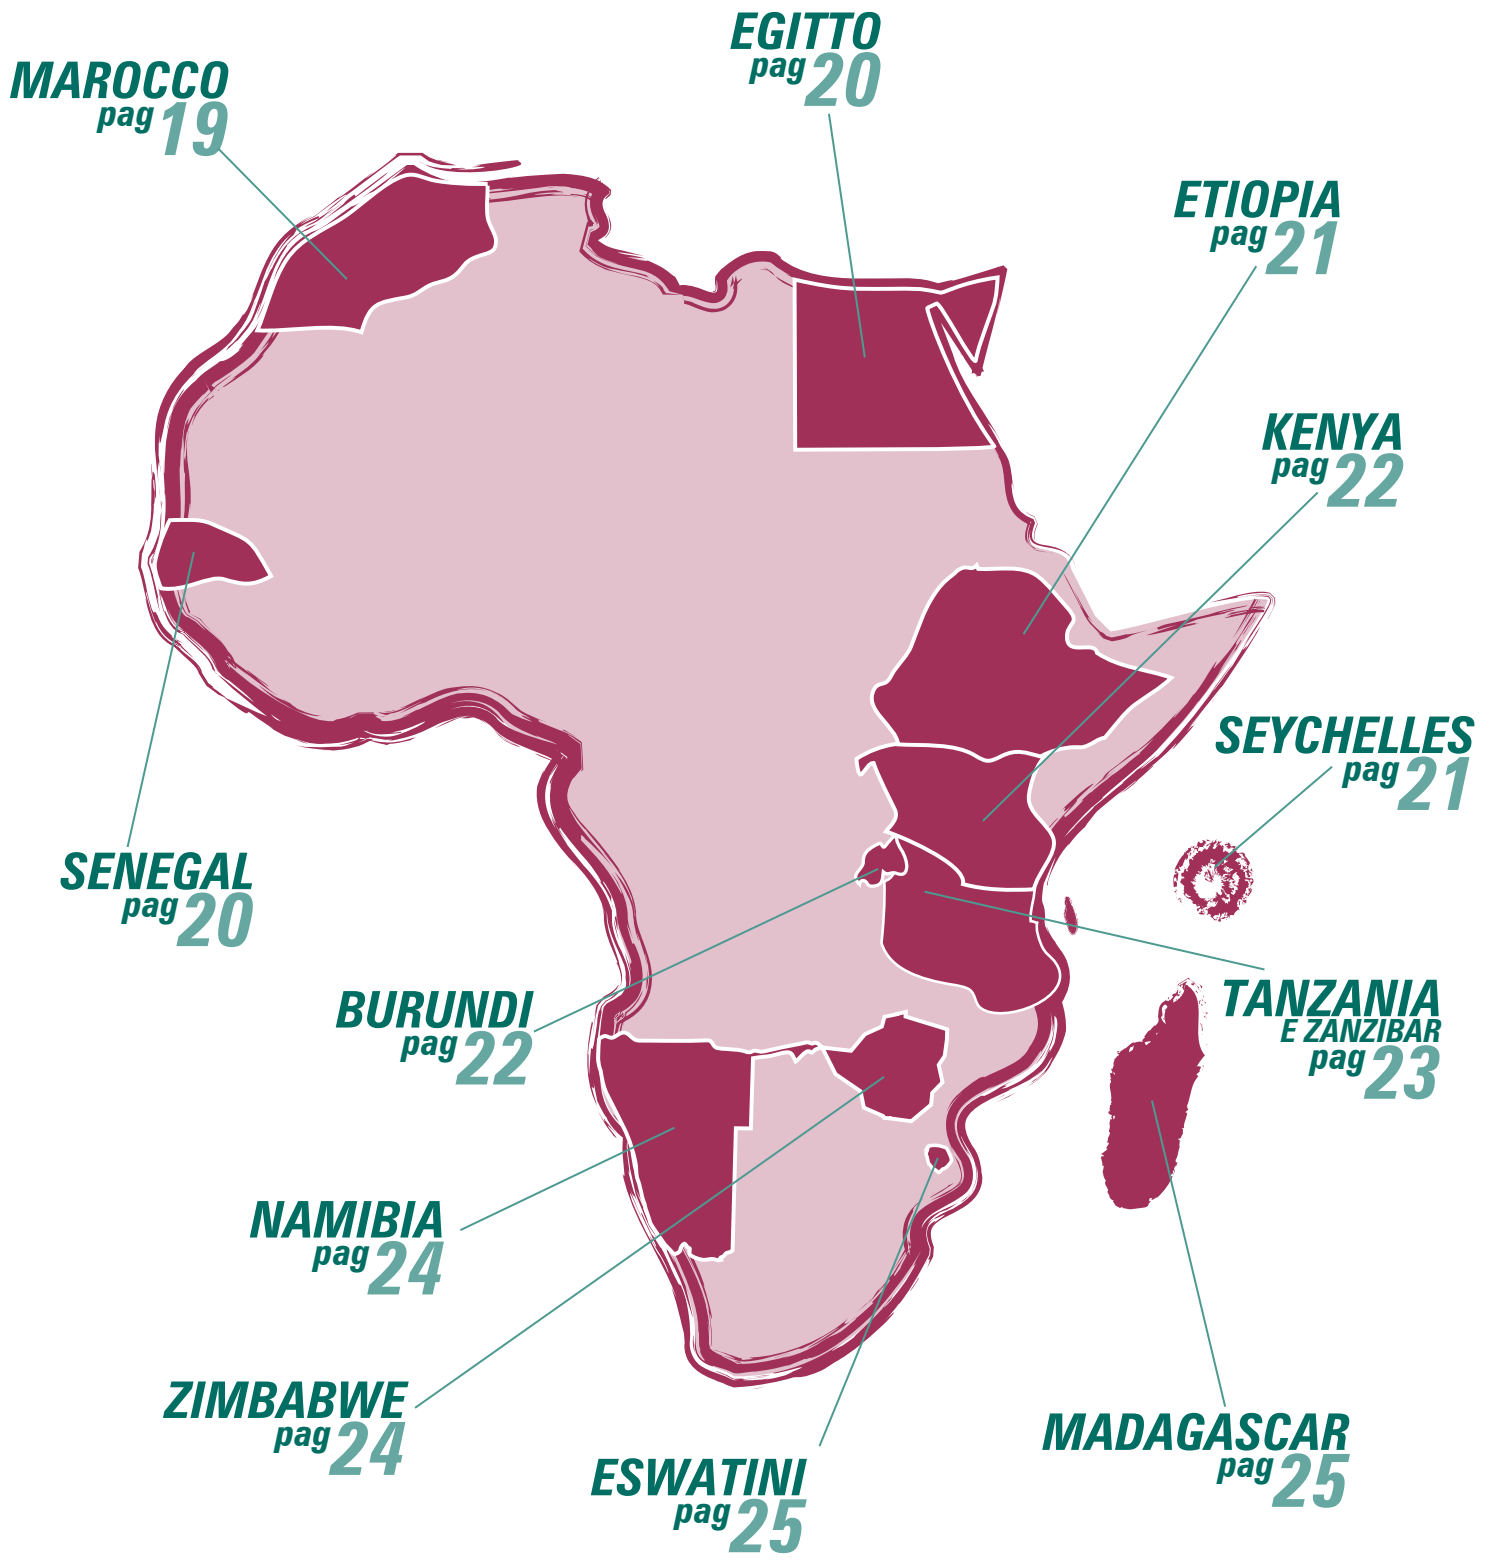 EGITTO
pag 20
MAROCCO
pag 19
ETIOPIA
pag 21
KENYA
pag 22
SEYCHELLES
pag 21
SENEGAL
pag 20
BURUNDI
pag 22
TANZANIA
E ZANZIBAR
pag 23
NAMIBIA
pag 24
ZIMBABWE
pag 24
ESWATINI
pag 25
MADAGASCAR
pag 25